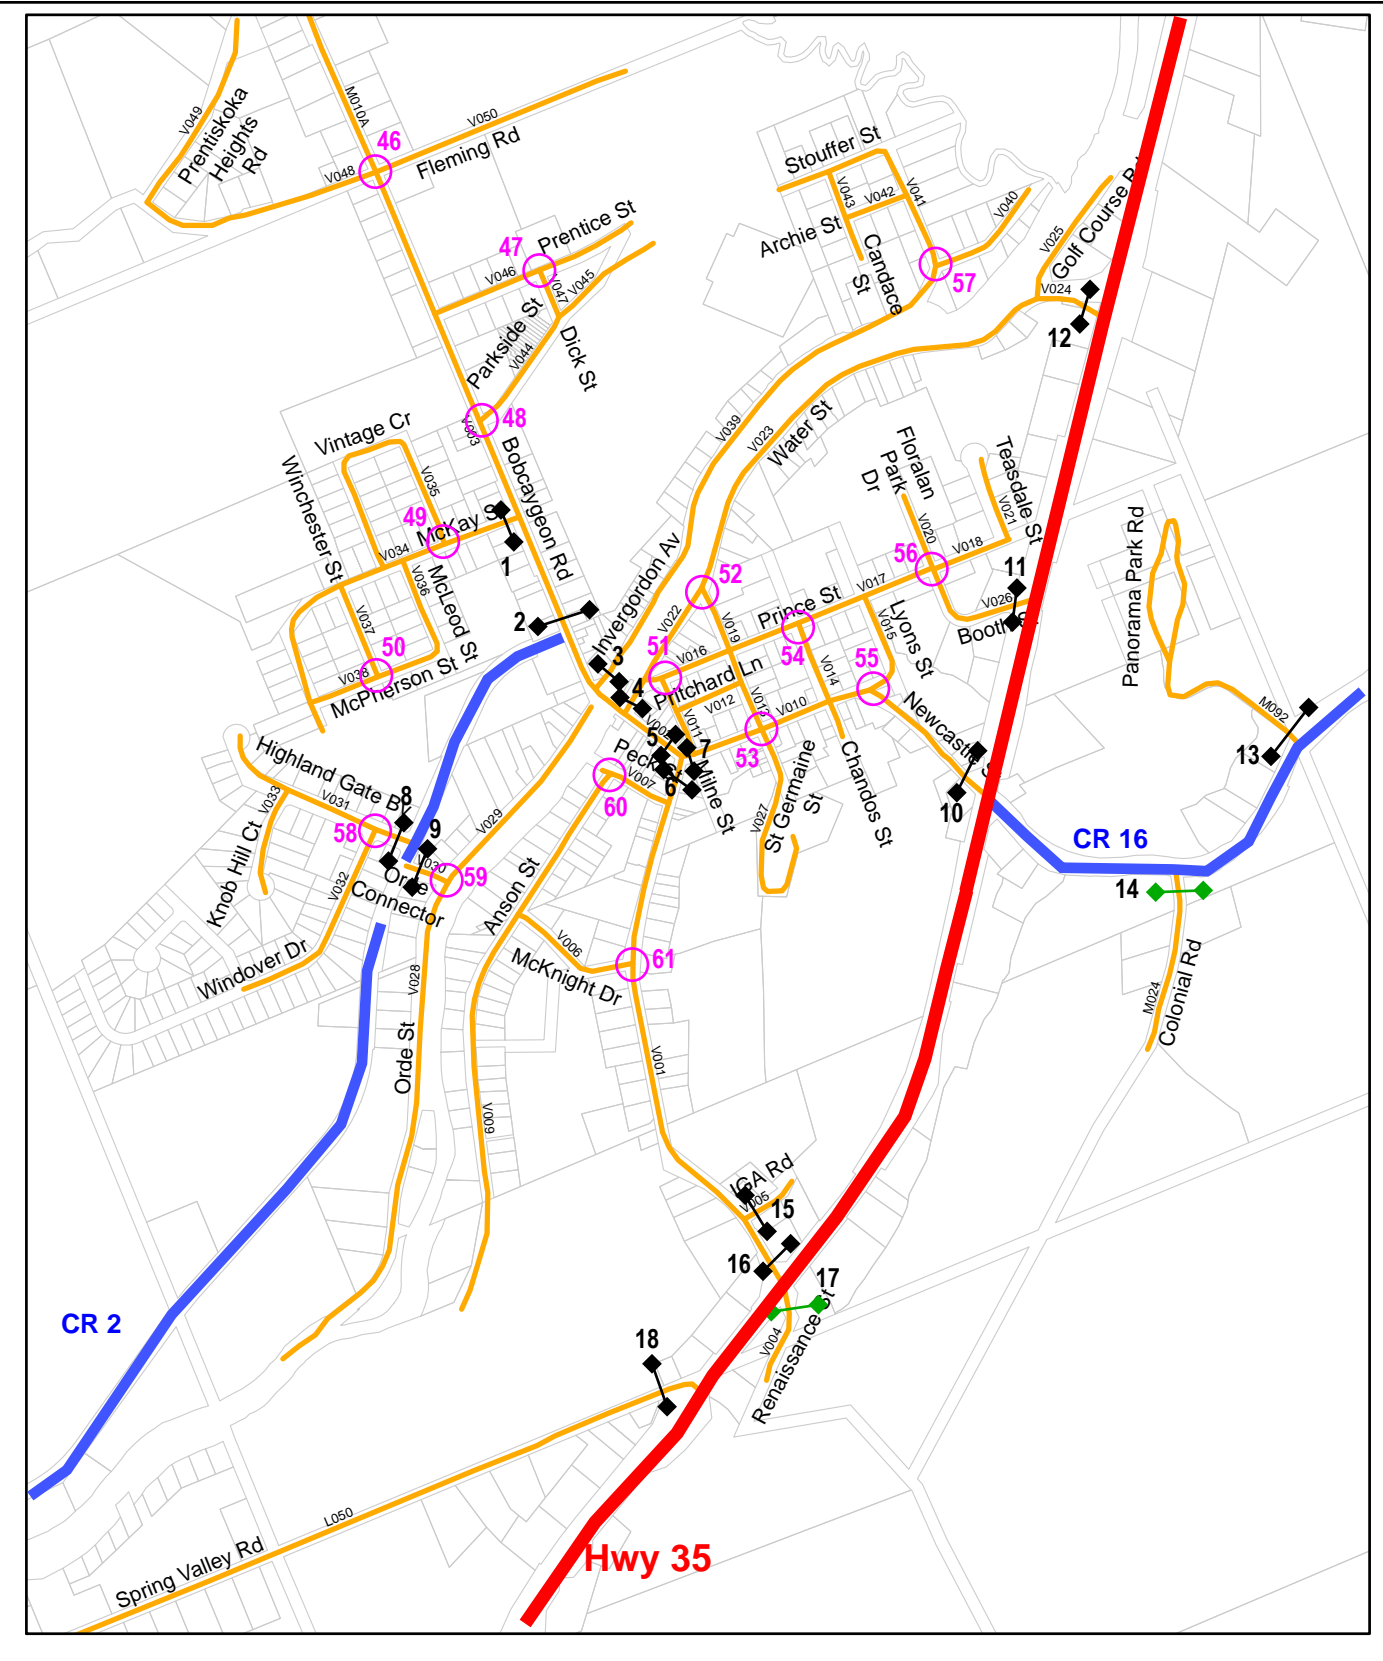 V049
Prentiskoka
Heights
Rd
M010A
V050
46
Fleming Rd
V048
Stouffer St
V043
V042
V041
V040
Archie St
Candace
St
57
47
Prentice St
V046
V047
V045
Parkside St
V044
Dick St
48
V003
V025
Golf Course Rd
V024
12
Vintage Cr
V035
Winchester St
Bobcaygeon Rd
49
McKay St
V034
V036
McLeod St
1
V037
50
V038
McPherson St
2
V039
V023
Water St
Invergordon Av
52
V022
3
51
V016
4
Pritchard Ln
V002
V012
V011
V019
Prince St
V017
54
V014
V015
Lyons St
55
V010
V013
53
Floralan
Park
Dr
Teasdale St
V021
V020
V018
56
11
V026
Newcastle St
10
Chandos St
St Germaine
St
V027
Milne St
5
7
Peck St
V007
6
60
Panorama Park Rd
M092
13
CR 16
14
M024
Colonial Rd
Highland Gate Bv
V031
V033
8
9
58
V030
Orde
Connector
59
V029
Knob Hill Ct
V032
Windover Dr
V028
Orde St
Anson St
V006
McKnight Dr
61
V001
V009
IGA Rd
V005
15
16
17
V004
Renaissance St
18
CR 2
L050
Spring Valley Rd
Hwy 35